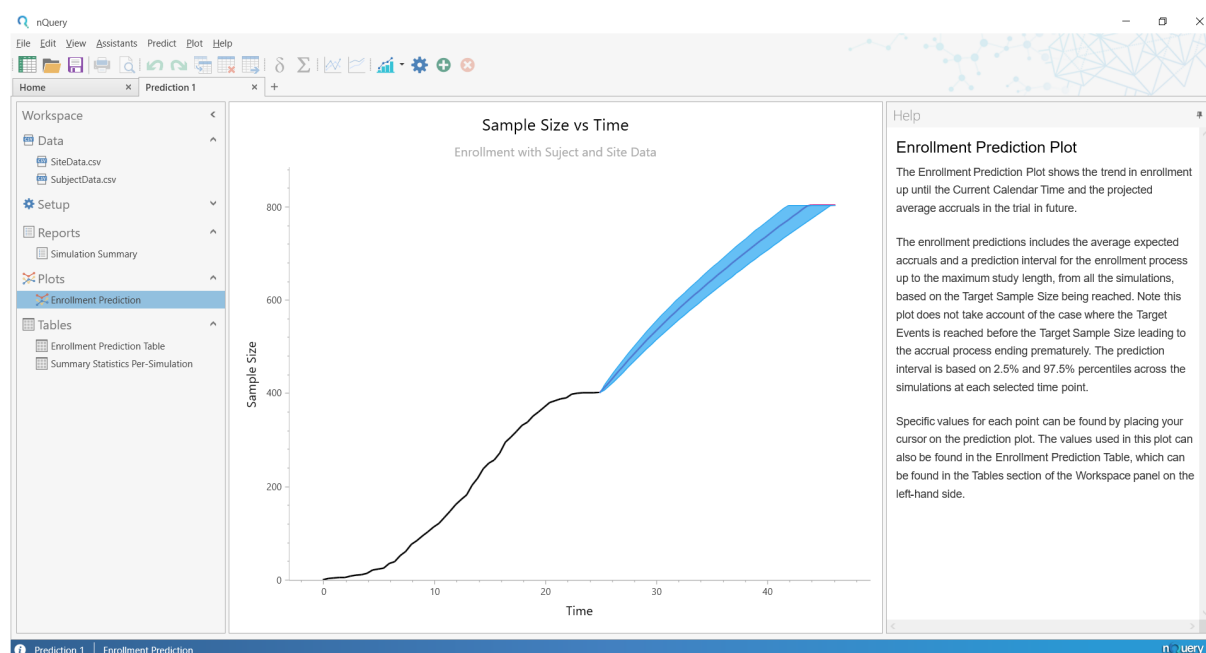 nQuery
File Edit View Assistants Predict Plot Help
Home × Prediction 1 × +
Workspace
Data
SiteData.csv
SubjectData.csv
Setup
Reports
Simulation Summary
Plots
Enrollment Prediction
Tables
Enrollment Prediction Table
Summary Statistics Per-Simulation
Sample Size vs Time
Enrollment with Suject and Site Data
Sample Size
800
600
400
200
0
0 10 20 30 40
Time
Help
Enrollment Prediction Plot
The Enrollment Prediction Plot shows the trend in enrollment
up until the Current Calendar Time and the projected
average accruals in the trial in future.
The enrollment predictions includes the average expected
accruals and a prediction interval for the enrollment process
up to the maximum study length, from all the simulations,
based on the Target Sample Size being reached. Note this
plot does not take account of the case where the Target
Events is reached before the Target Sample Size leading to
the accrual process ending prematurely. The prediction
interval is based on 2.5% and 97.5% percentiles across the
simulations at each selected time point.
Specific values for each point can be found by placing your
cursor on the prediction plot. The values used in this plot can
also be found in the Enrollment Prediction Table, which can
be found in the Tables section of the Workspace panel on the
left-hand side.
Prediction 1 | Enrollment Prediction
nQuery